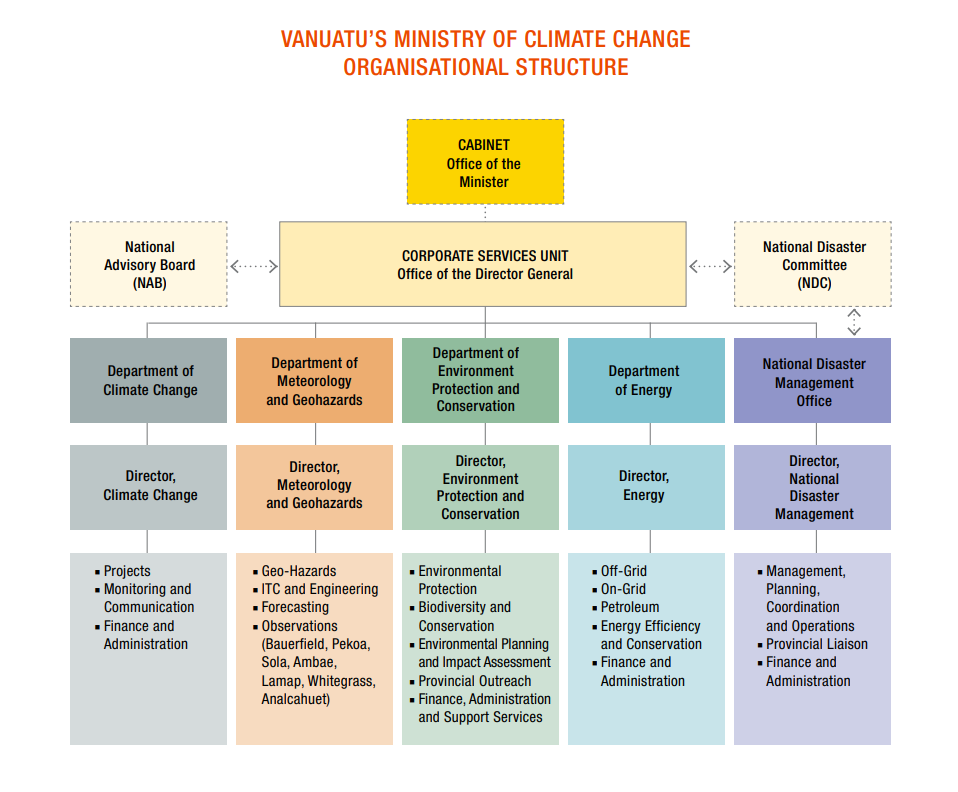 VANUATU'S MINISTRY OF CLIMATE CHANGE
ORGANISATIONAL STRUCTURE
CABINET
Office of the
Minister
National
Advisory Board
(NAB)
CORPORATE SERVICES UNIT
Office of the Director General
National Disaster
Committee
(NDC)
Department of
Climate Change
Department of
Meteorology
and Geohazards
Department of
Environment
Protection and
Conservation
Department
of Energy
National Disaster
Management
Office
Director,
Climate Change
Director,
Meteorology
and Geohazards
Director,
Environment
Protection and
Conservation
Director,
Energy
Director,
National
Disaster
Management
▪ Projects
▪ Monitoring and
Communication
▪ Finance and
Administration
▪ Geo-Hazards
▪ ITC and Engineering
▪ Forecasting
▪ Observations
(Bauerfield, Pekoa,
Sola, Ambae,
Lamap, Whitegrass,
Analcahuet)
▪ Environmental
Protection
▪ Biodiversity and
Conservation
▪ Environmental Planning
and Impact Assessment
▪ Provincial Outreach
▪ Finance, Administration
and Support Services
▪ Off-Grid
▪ On-Grid
▪ Petroleum
▪ Energy Efficiency
and Conservation
▪ Finance and
Administration
▪ Management,
Planning,
Coordination
and Operations
▪ Provincial Liaison
▪ Finance and
Administration